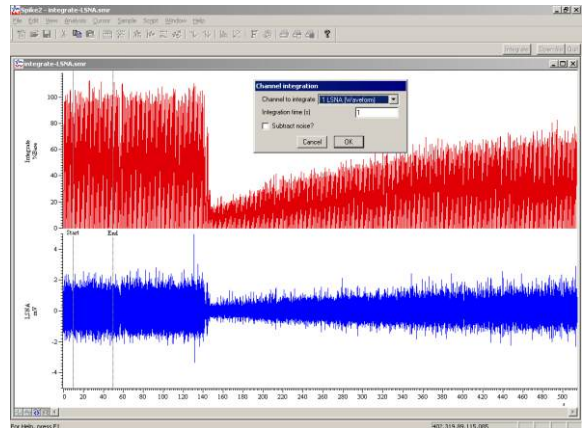 Spike2 - integrate-LSNA.smr
File Edit View Analysis Cursor Sample Script Window Help
Integrate Quit
integrate-LSNA.smr
Channel integration
Channel to integrate 1 LSNA [Waveform]
Integration time (s) 1
Subtract noise?
Cancel OK
Integrate
%Base
100
80
60
40
20
0
Start End
LSNA
mV
4
2
0
-2
-4
0 20 40 60 80 100 120 140 160 180 200 220 240 260 280 300 320 340 360 380 400 420 440 460 480 500
s
For Help, press F1